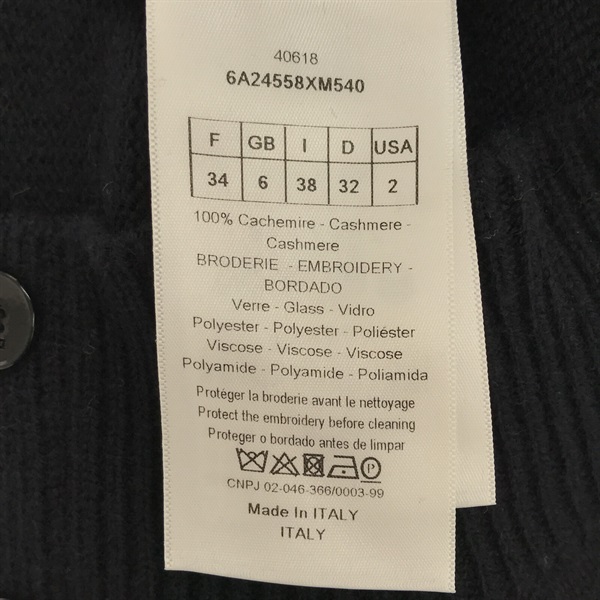 40618
6A24558XM540
F GB I D USA
34 6 38 32 2
100% Cachemire - Cashmere -
Cashmere
BRODERIE - EMBROIDERY -
BORDADO
Verre - Glass - Vidro
Polyester - Polyester - Poliéster
Viscose - Viscose - Viscose
Polyamide - Polyamide - Poliamida
Protéger la broderie avant le nettoyage
Protect the embroidery before cleaning
Proteger o bordado antes de limpar
P
CNPJ 02-046-366/0003-99
Made In ITALY
ITALY